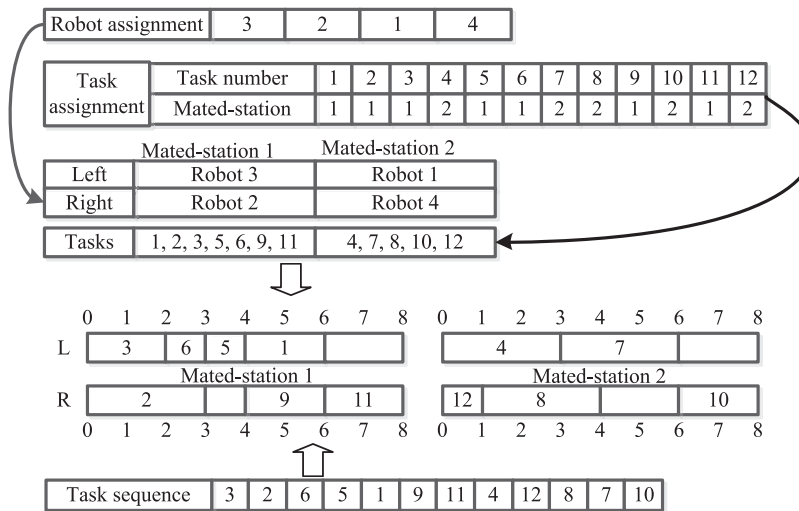 Robot assignment 3 2 1 4
Task assignment
Task number 1 2 3 4 5 6 7 8 9 10 11 12
Mated-station 1 1 1 2 1 1 2 2 1 2 1 2
Mated-station 1 Mated-station 2
Left Robot 3 Robot 1
Right Robot 2 Robot 4
Tasks 1, 2, 3, 5, 6, 9, 11 4, 7, 8, 10, 12
0 1 2 3 4 5 6 7 8 0 1 2 3 4 5 6 7 8
L 3 6 5 1 4 7
Mated-station 1 Mated-station 2
R 2 9 11 12 8 10
0 1 2 3 4 5 6 7 8 0 1 2 3 4 5 6 7 8
Task sequence 3 2 6 5 1 9 11 4 12 8 7 10